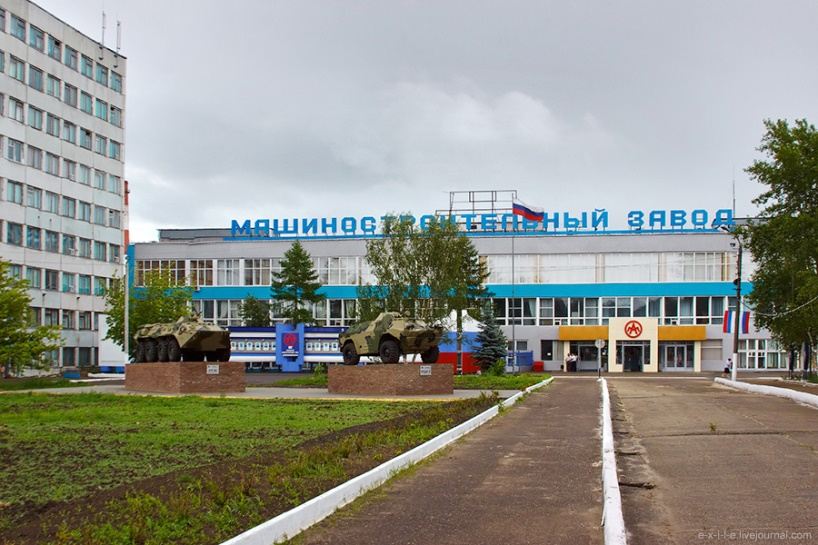 МАШИНОСТРОИТЕЛЬНЫЙ ЗАВОД
e-x-i-l-e.livejournal.com